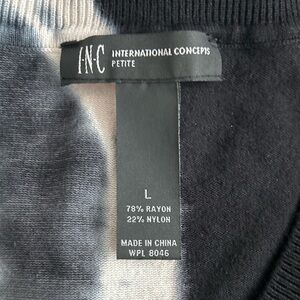 I·N·C INTERNATIONAL CONCEPTS
PETITE
L
78% RAYON
22% NYLON
MADE IN CHINA
WPL 8046